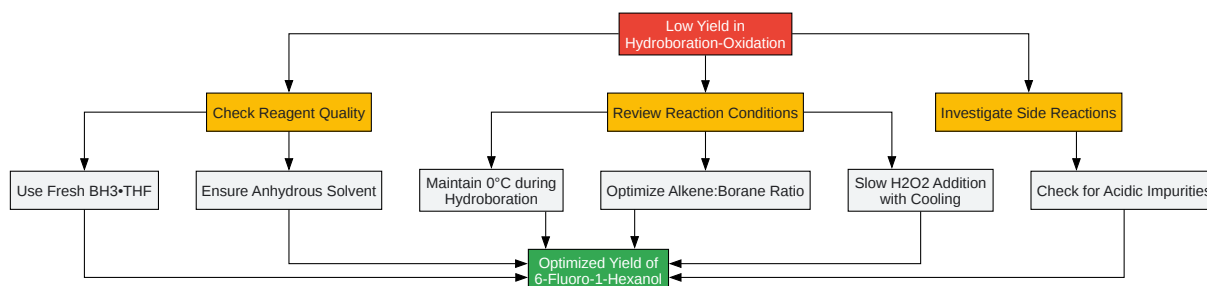 Low Yield in
Hydroboration-Oxidation
Check Reagent Quality
Review Reaction Conditions
Investigate Side Reactions
Use Fresh BH3•THF
Ensure Anhydrous Solvent
Maintain 0°C during
Hydroboration
Optimize Alkene:Borane Ratio
Slow H2O2 Addition
with Cooling
Check for Acidic Impurities
Optimized Yield of
6-Fluoro-1-Hexanol